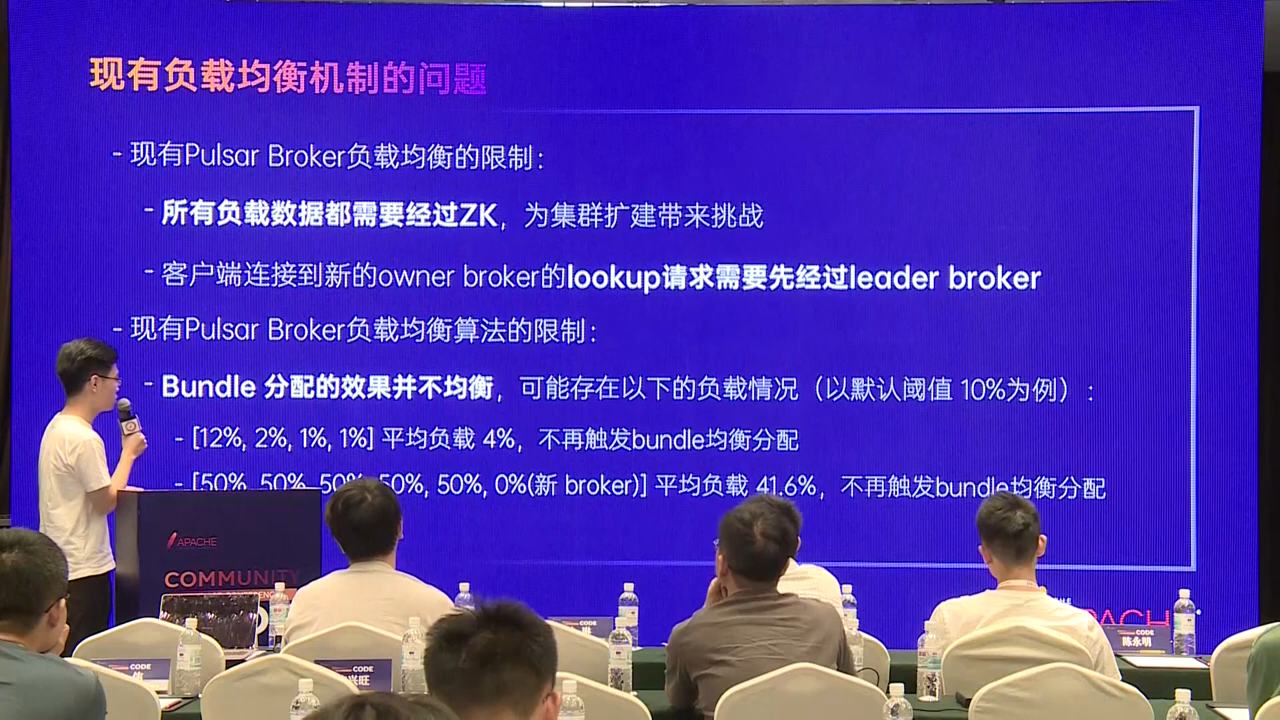 现有负载均衡机制的问题
- 现有Pulsar Broker负载均衡的限制：
- 所有负载数据都需要经过ZK，为集群扩建带来挑战
- 客户端连接到新的owner broker的lookup请求需要先经过leader broker
- 现有Pulsar Broker负载均衡算法的限制：
- Bundle 分配的效果并不均衡，可能存在以下的负载情况（以默认阈值 10%为例）：
- [12%, 2%, 1%, 1%] 平均负载 4%，不再触发bundle均衡分配
- [50%, 50%, 50%, 50%, 50%, 0%(新 broker)] 平均负载 41.6%，不再触发bundle均衡分配
APACHE
COMMUNITY
CODE
陈永明
CODE
CODE
兴旺